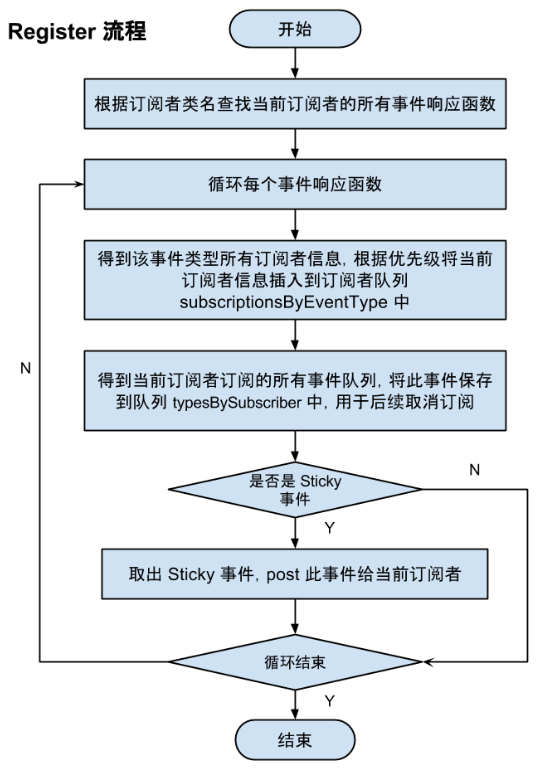 Register 流程
开始
根据订阅者类名查找当前订阅者的所有事件响应函数
循环每个事件响应函数
得到该事件类型所有订阅者信息，根据优先级将当前
订阅者信息插入到订阅者队列
subscriptionsByEventType 中
N
得到当前订阅者订阅的所有事件队列，将此事件保存
到队列 typesBySubscriber 中，用于后续取消订阅
是否是 Sticky
事件
N
Y
取出 Sticky 事件，post 此事件给当前订阅者
循环结束
Y
结束